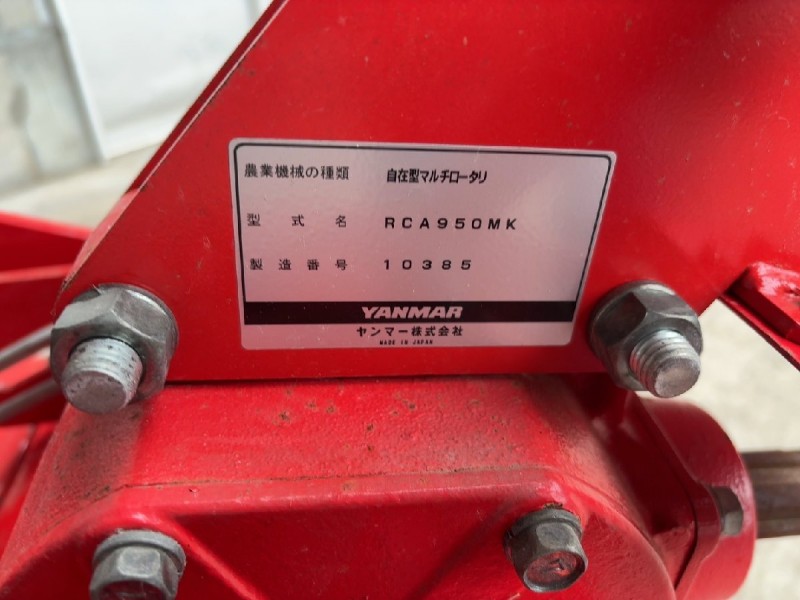 農業機械の種類 自在型マルチロータリ
型式名 RCA950MK
製造番号 10385
YANMAR
ヤンマー株式会社
MADE IN JAPAN